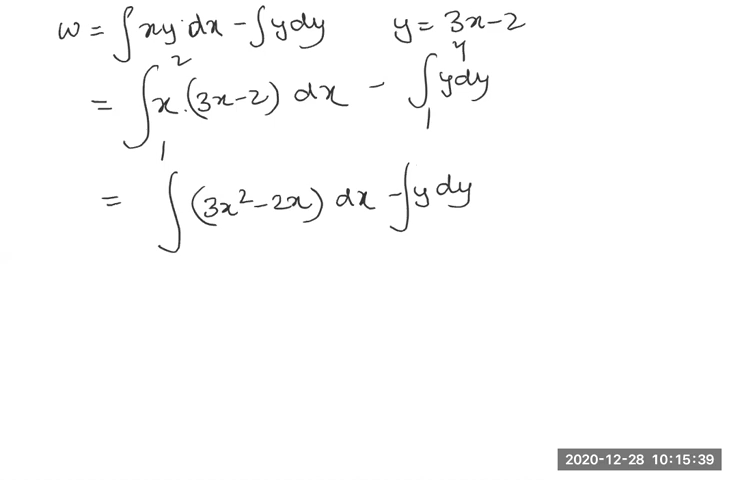 w = ∫ xy dx - ∫ y dy y = 3x - 2
= ∫₁² x.(3x-2) dx - ∫₁⁴ y dy
= ∫ (3x² - 2x) dx - ∫ y dy
2020-12-28 10:15:39